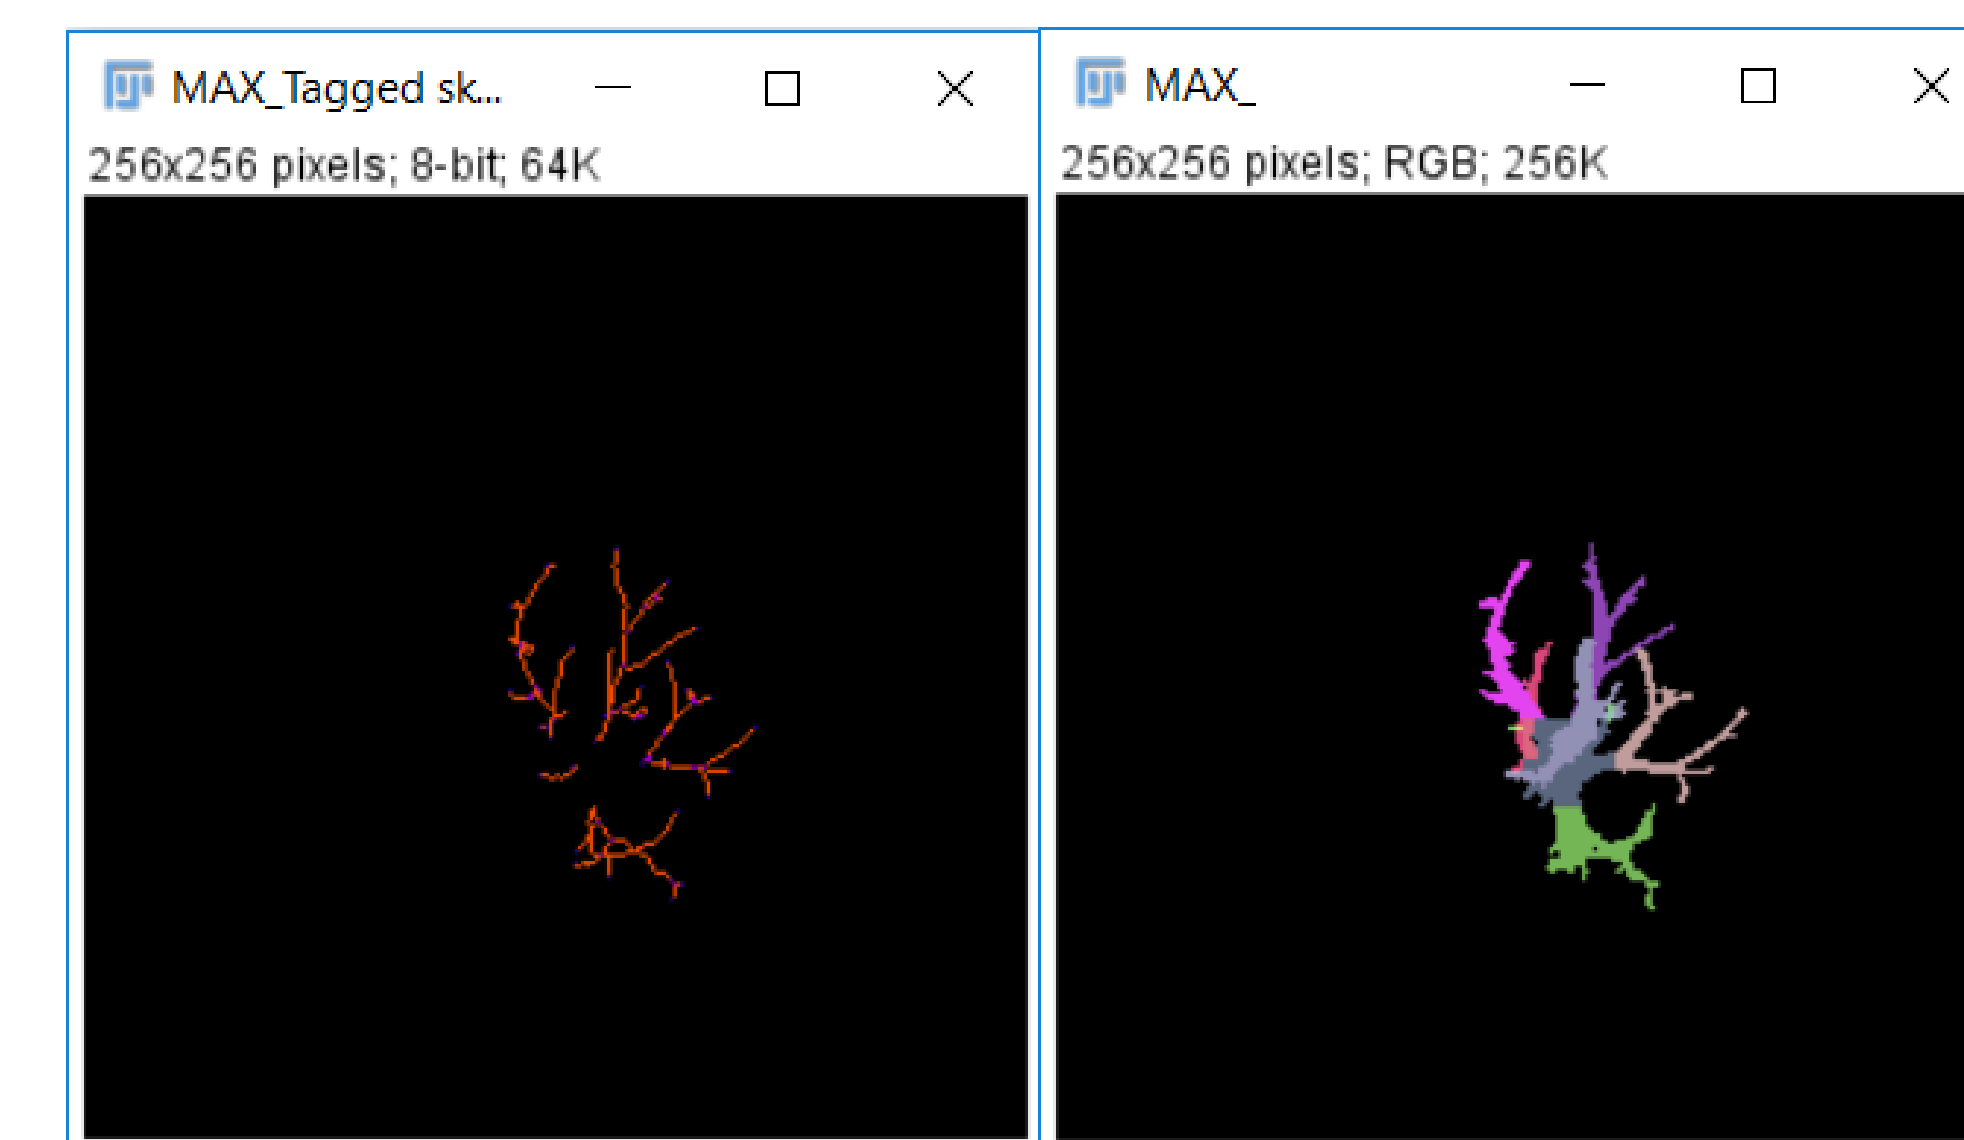 MAX_Tagged sk...
256x256 pixels; 8-bit; 64K
MAX_
256x256 pixels; RGB; 256K